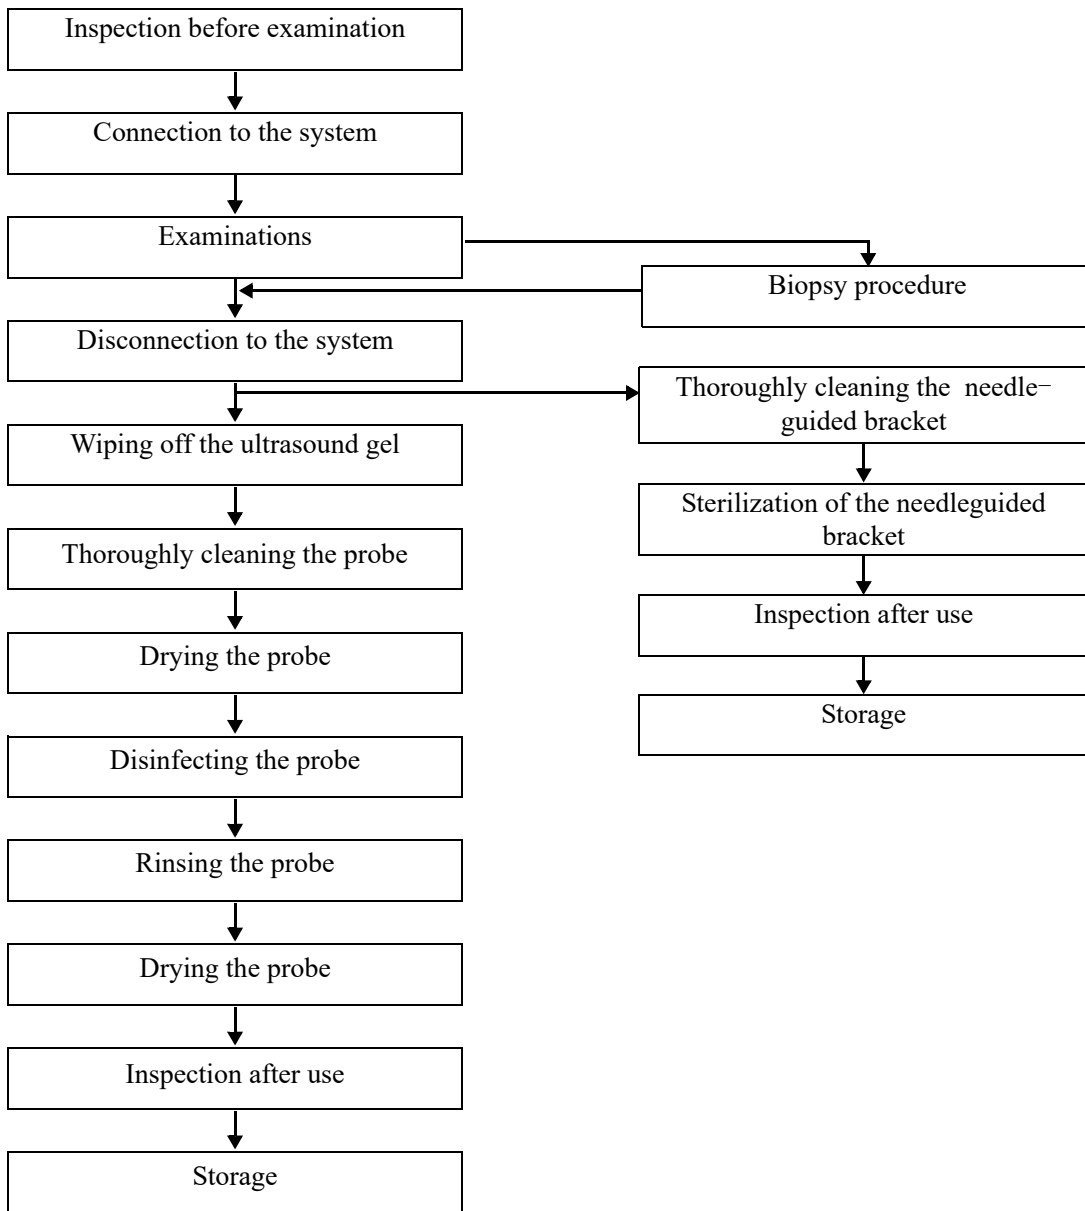 Inspection before examination
Connection to the system
Examinations
Biopsy procedure
Disconnection to the system
Thoroughly cleaning the needle−
guided bracket
Wiping off the ultrasound gel
Sterilization of the needleguided
bracket
Thoroughly cleaning the probe
Inspection after use
Drying the probe
Storage
Disinfecting the probe
Rinsing the probe
Drying the probe
Inspection after use
Storage